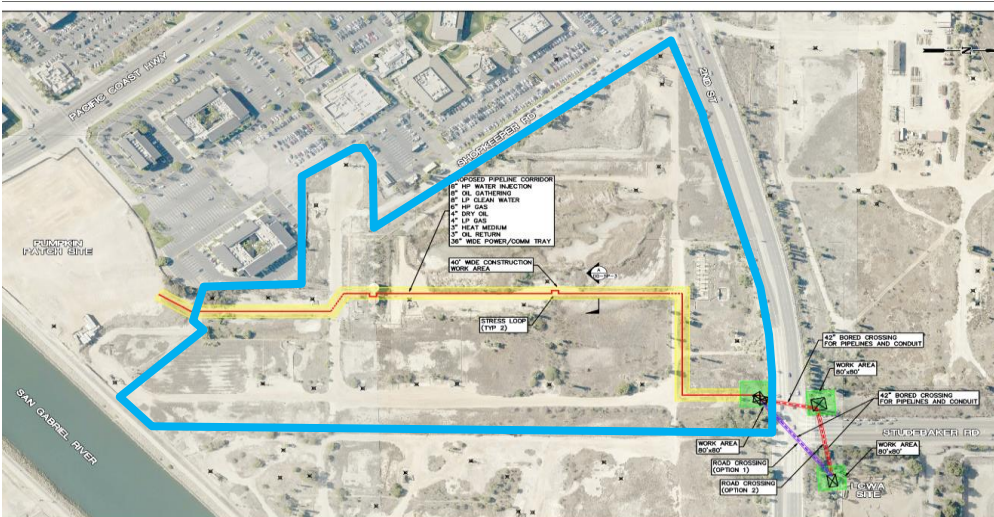 PACIFIC COAST HWY
2ND ST
SHOPKEEPER RD
PROPOSED PIPELINE CORRIDOR
8" HP WATER INJECTION
8" OIL GATHERING
8" LP CLEAN WATER
6" HP GAS
4" DRY OIL
4" LP GAS
3" HEAT MEDIUM
3" OIL RETURN
36" WIDE POWER/COMM TRAY
PUMPKIN
PATCH SITE
40' WIDE CONSTRUCTION
WORK AREA
A
STRESS LOOP
(TYP 2)
42" BORED CROSSING
FOR PIPELINES AND CONDUIT
WORK AREA
80'x80'
42" BORED CROSSING
FOR PIPELINES AND CONDUIT
SAN GABRIEL RIVER
STUDEBAKER RD
WORK AREA
80'x80'
WORK AREA
80'x80'
ROAD CROSSING
(OPTION 1)
ROAD CROSSING
(OPTION 2)
LCWA
SITE